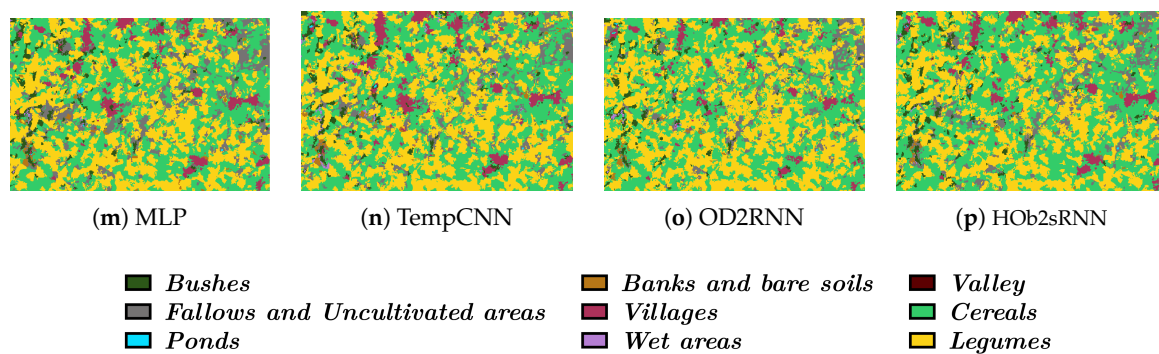 (m) MLP
(n) TempCNN
(o) OD2RNN
(p) HOb2sRNN
Bushes
Banks and bare soils
Valley
Fallows and Uncultivated areas
Villages
Cereals
Ponds
Wet areas
Legumes